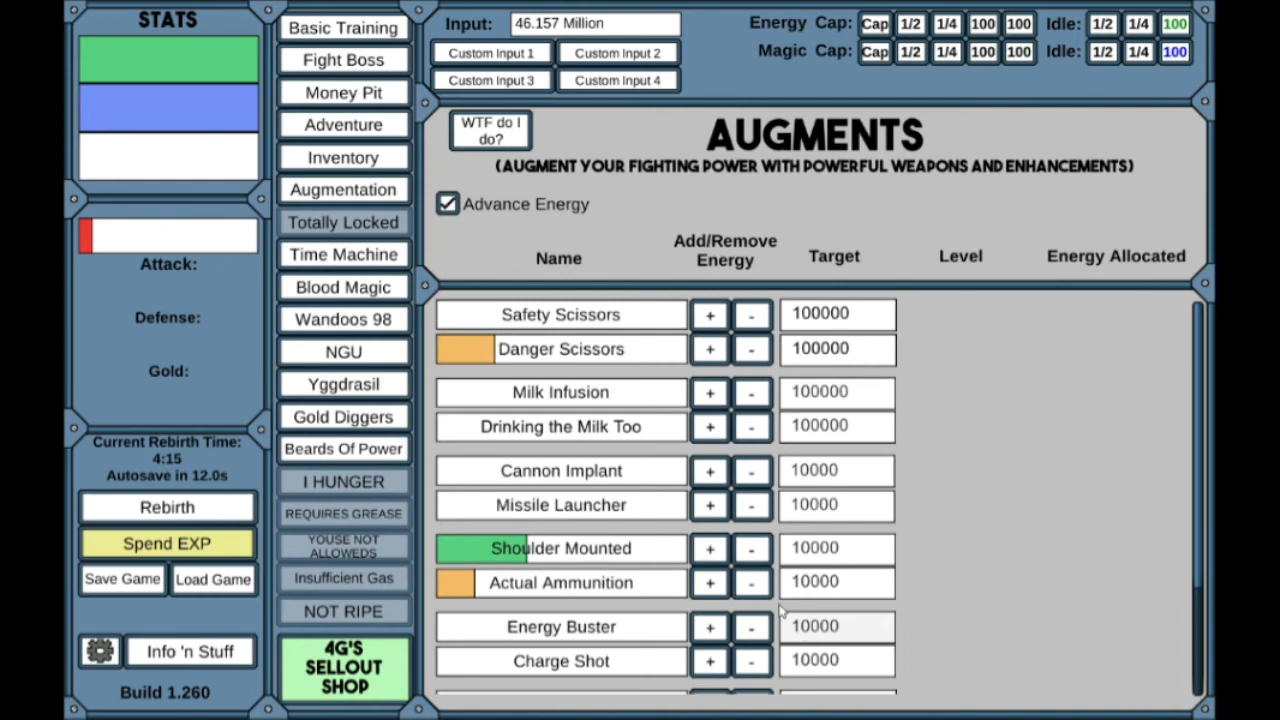 STATS
Attack:
Defense:
Gold:
Current Rebirth Time:
4:15
Autosave in 12.0s
Rebirth
Spend EXP
Save Game
Load Game
Info 'n Stuff
Build 1.260
Basic Training
Fight Boss
Money Pit
Adventure
Inventory
Augmentation
Totally Locked
Time Machine
Blood Magic
Wandoos 98
NGU
Yggdrasil
Gold Diggers
Beards Of Power
I HUNGER
REQUIRES GREASE
YOUSE NOT
ALLOWEDS
Insufficient Gas
NOT RIPE
4G'S
SELLOUT
SHOP
Input: 46.157 Million
Custom Input 1 Custom Input 2
Custom Input 3 Custom Input 4
Energy Cap: Cap 1/2 1/4 100 100 Idle: 1/2 1/4 100
Magic Cap: Cap 1/2 1/4 100 100 Idle: 1/2 1/4 100
WTF do I
do?
AUGMENTS
(AUGMENT YOUR FIGHTING POWER WITH POWERFUL WEAPONS AND ENHANCEMENTS)
Advance Energy
Name
Add/Remove
Energy
Target
Level
Energy Allocated
Safety Scissors + - 100000
Danger Scissors + - 100000
Milk Infusion + - 100000
Drinking the Milk Too + - 100000
Cannon Implant + - 10000
Missile Launcher + - 10000
Shoulder Mounted + - 10000
Actual Ammunition + - 10000
Energy Buster + - 10000
Charge Shot + - 10000